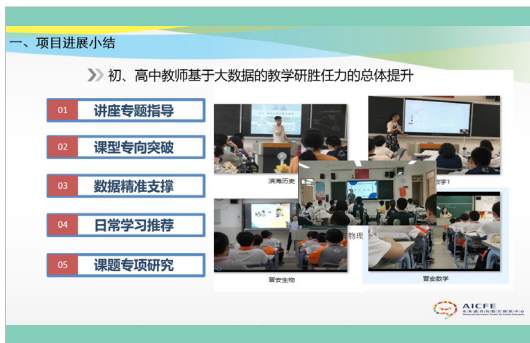 一、项目进展小结
初、高中教师基于大数据的教学研胜任力的总体提升
01 讲座专题指导
02 课型专向突破
03 数据精准支撑
04 日常学习推荐
05 课题专项研究
滨海历史
数学1
物理
晋安生物
晋安数学
AICFE